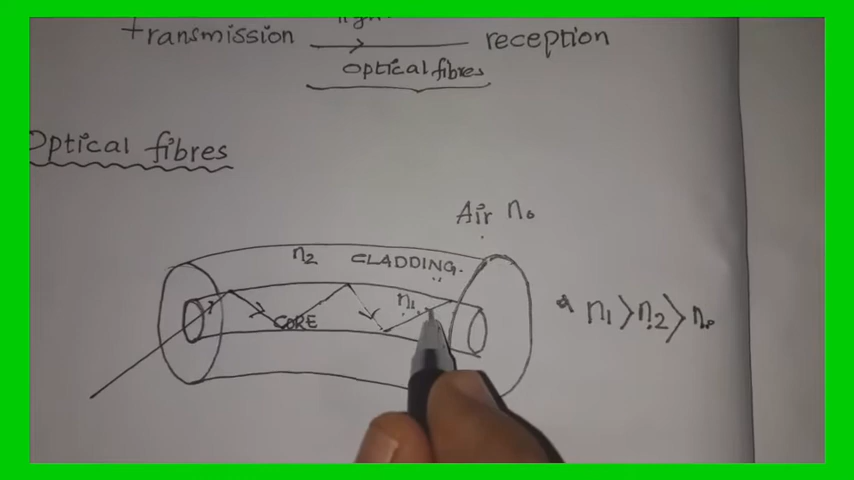 transmission reception
optical fibres
Optical fibres
Air n₀
n₂ CLADDING
n₁
CORE
n₁>n₂>n₀